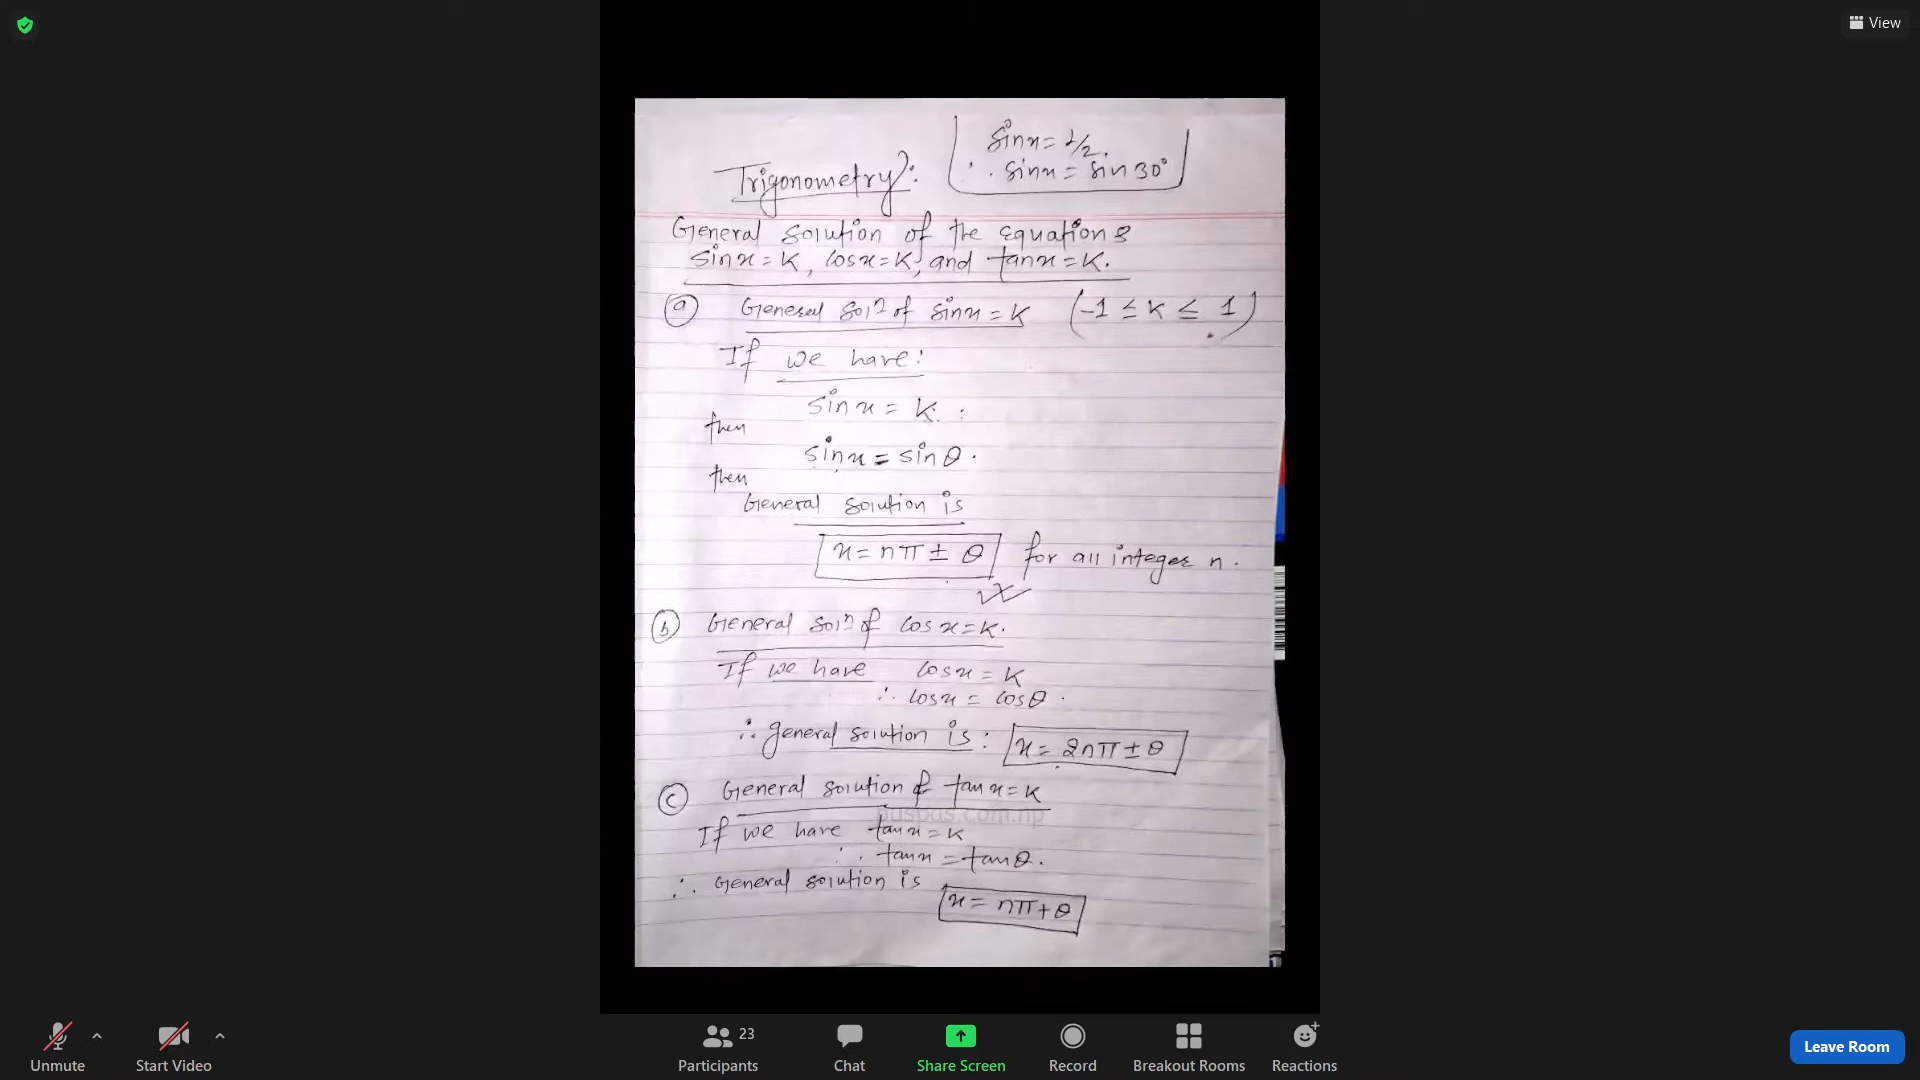 View
sinx = 1/2.
∴ sinx = sin 30°
Trigonometry:
General solution of the equations
sinx = K, cosx = K, and tanx = K.
(a) General sol^n of sinx = K (-1 ≤ K ≤ 1)
If we have:
sinx = K.
then
sinx = sinθ.
then
General solution is
x = nπ ± θ for all integer n.
(b) General sol^n of cosx = K.
If we have cosx = K
∴ cosx = cosθ.
∴ general solution is: x = 2nπ ± θ
(c) General solution of tanx = K
puspas.com.np
If we have tanx = K
∴ tanx = tanθ.
∴ General solution is
x = nπ + θ
Unmute
Start Video
Participants
23
Chat
Share Screen
Record
Breakout Rooms
Reactions
Leave Room